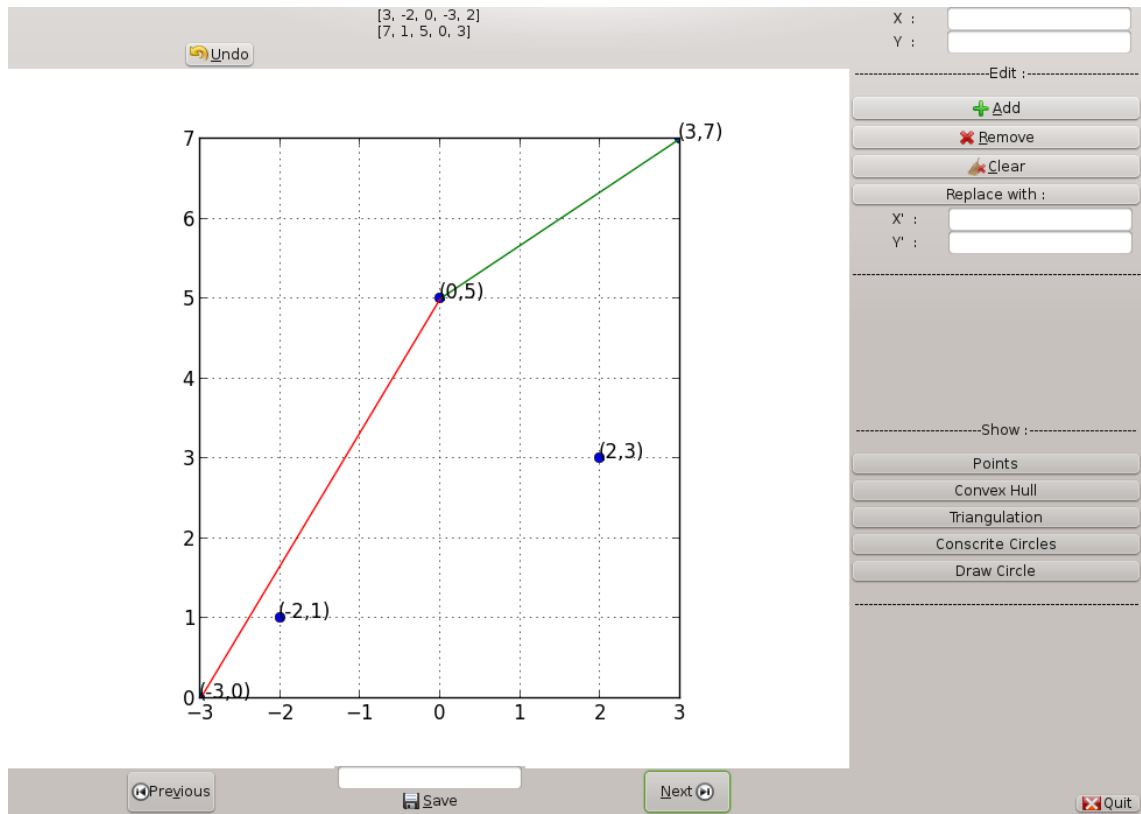 [3, -2, 0, -3, 2]
[7, 1, 5, 0, 3]
Undo
X :
Y :
-----------------------------Edit :------------------------
Add
Remove
Clear
Replace with :
X' :
Y' :
---------------------------Show :------------------------
Points
Convex Hull
Triangulation
Conscrite Circles
Draw Circle
7
6
5
4
3
2
1
0
(3,7)
(0,5)
(2,3)
(-2,1)
(-3,0)
−3 −2 −1 0 1 2 3
Previous
Save
Next
Quit